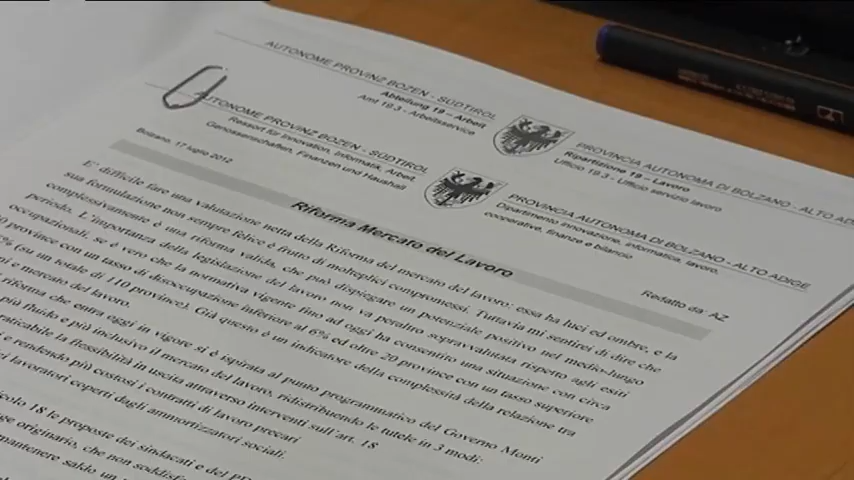 AUTONOME PROVINZ BOZEN - SÜDTIROL
Abteilung 19 – Arbeit
Amt 19.3 - Arbeitsservice
PROVINCIA AUTONOMA DI BOLZANO - ALTO ADIGE
Ripartizione 19 – Lavoro
Ufficio 19.3 - Ufficio servizio lavoro
AUTONOME PROVINZ BOZEN - SÜDTIROL
Ressort für Innovation, Informatik, Arbeit
Genossenschaften, Finanzen und Haushalt
PROVINCIA AUTONOMA DI BOLZANO - ALTO ADIGE
Dipartimento innovazione, informatica, lavoro,
cooperative, finanze e bilancio
Bolzano, 17 luglio 2012
Redatto da: AZ
Riforma Mercato del Lavoro
E' difficile fare una valutazione netta della Riforma del mercato del lavoro: essa ha luci ed ombre, e la
sua formulazione non sempre felice è frutto di molteplici compromessi. Tuttavia mi sentirei di dire che
complessivamente è una riforma valida, che può dispiegare un potenziale positivo nel medio-lungo
periodo. L'importanza della legislazione del lavoro non va peraltro sopravvalutata rispetto agli esiti
occupazionali, se è vero che la normativa vigente fino ad oggi ha consentito una situazione con circa
province con un tasso di disoccupazione inferiore al 6% ed oltre 20 province con un tasso superiore
(su un totale di 110 province). Già questo è un indicatore della complessità della relazione tra
e mercato del lavoro.
riforma che entra oggi in vigore si è ispirata al punto programmatico del Governo Monti
più fluido e più inclusivo il mercato del lavoro, ridistribuendo le tutele in 3 modi:
la flessibilità in uscita attraverso interventi sull'art. 18
e rendendo più costosi i contratti di lavoro precari
lavoratori coperti dagli ammortizzatori sociali.
18 le proposte dei sindacati e del
originario, che non
mantenere saldo un